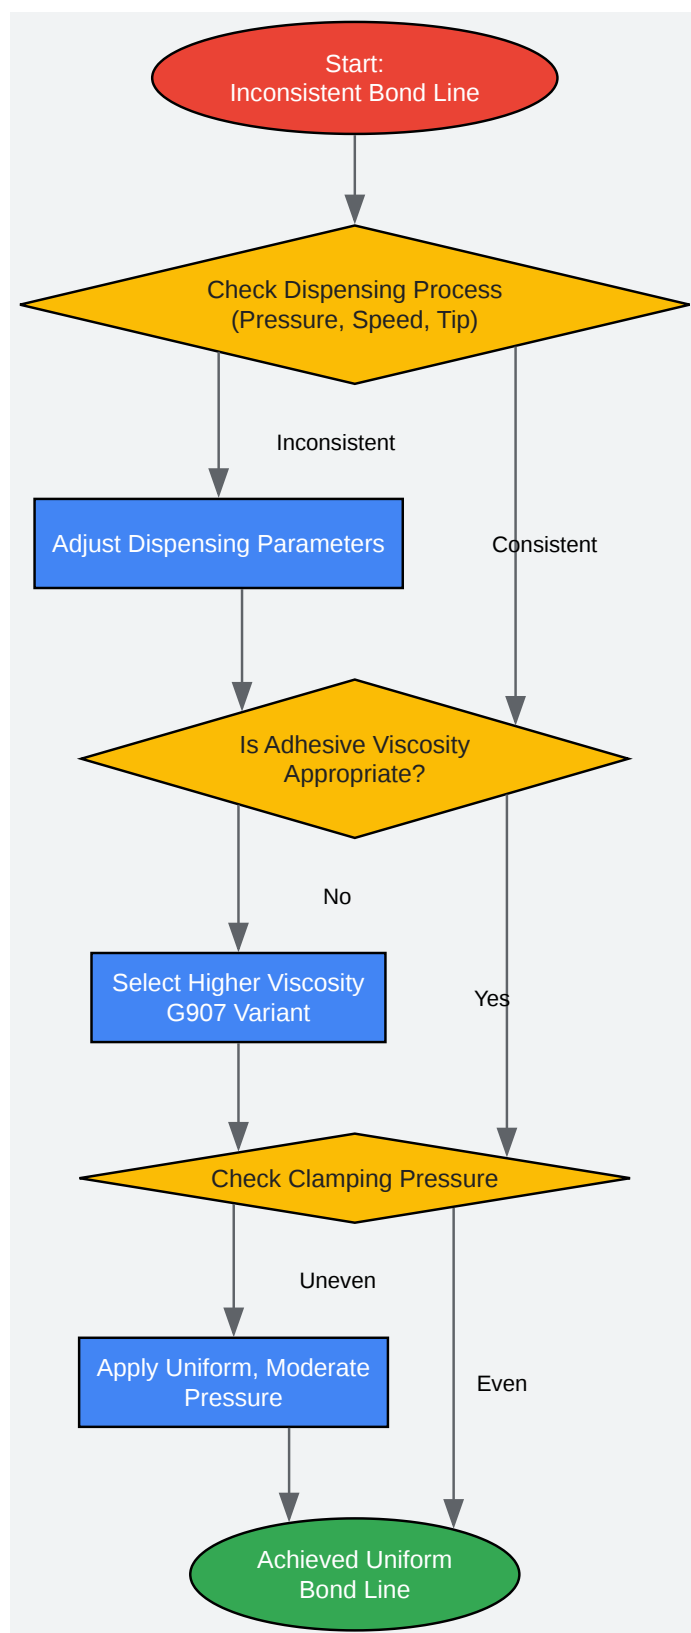 Start:
Inconsistent Bond Line
Check Dispensing Process
(Pressure, Speed, Tip)
Inconsistent
Adjust Dispensing Parameters
Consistent
Is Adhesive Viscosity
Appropriate?
No
Select Higher Viscosity
G907 Variant
Yes
Check Clamping Pressure
Uneven
Apply Uniform, Moderate
Pressure
Even
Achieved Uniform
Bond Line